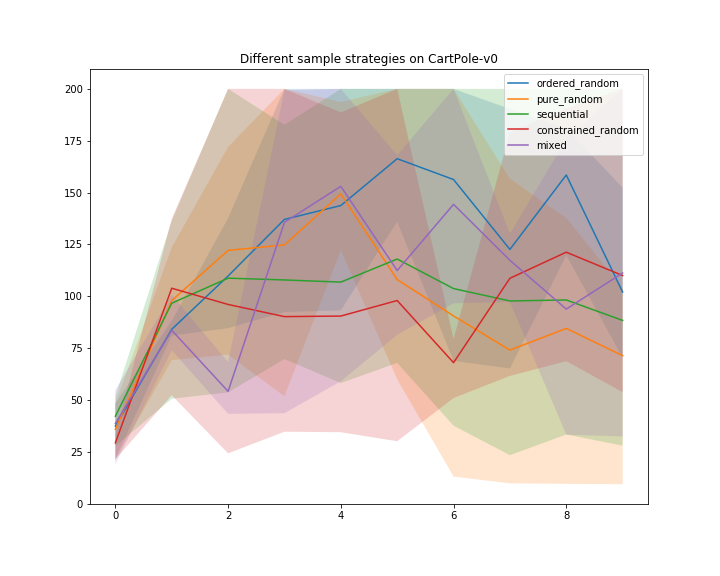 Different sample strategies on CartPole-v0
ordered_random
pure_random
sequential
constrained_random
mixed
200
175
150
125
100
75
50
25
0
0 2 4 6 8